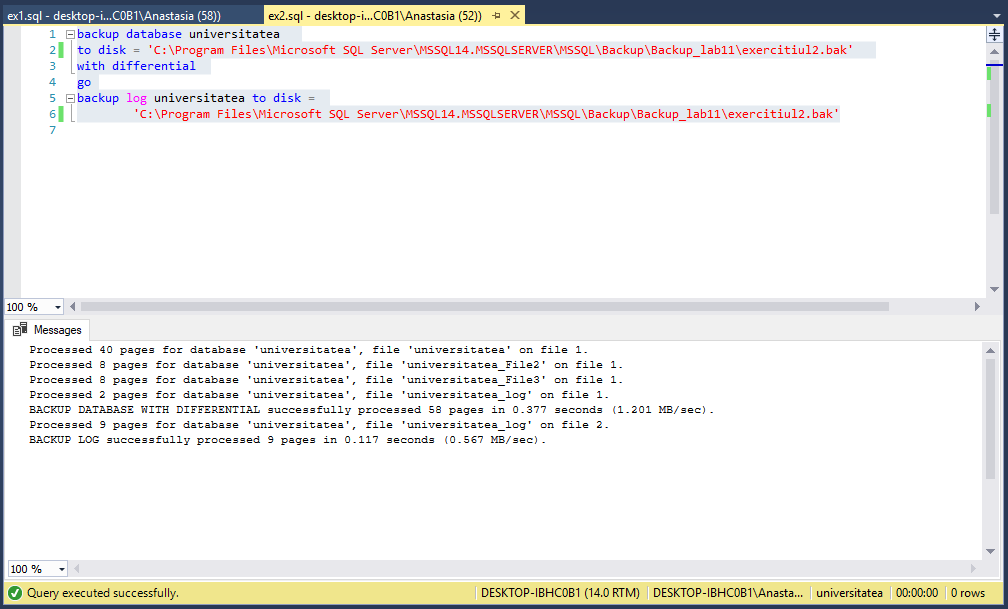 ex1.sql - desktop-i...C0B1\Anastasia (58)) ex2.sql - desktop-i...C0B1\Anastasia (52))
1 backup database universitatea
2 to disk = 'C:\Program Files\Microsoft SQL Server\MSSQL14.MSSQLSERVER\MSSQL\Backup\Backup_lab11\exercitiul2.bak'
3 with differential
4 go
5 backup log universitatea to disk =
6 'C:\Program Files\Microsoft SQL Server\MSSQL14.MSSQLSERVER\MSSQL\Backup\Backup_lab11\exercitiul2.bak'
7
100 %
Messages
Processed 40 pages for database 'universitatea', file 'universitatea' on file 1.
Processed 8 pages for database 'universitatea', file 'universitatea_File2' on file 1.
Processed 8 pages for database 'universitatea', file 'universitatea_File3' on file 1.
Processed 2 pages for database 'universitatea', file 'universitatea_log' on file 1.
BACKUP DATABASE WITH DIFFERENTIAL successfully processed 58 pages in 0.377 seconds (1.201 MB/sec).
Processed 9 pages for database 'universitatea', file 'universitatea_log' on file 2.
BACKUP LOG successfully processed 9 pages in 0.117 seconds (0.567 MB/sec).
100 %
Query executed successfully. DESKTOP-IBHC0B1 (14.0 RTM) DESKTOP-IBHC0B1\Anasta... universitatea 00:00:00 0 rows